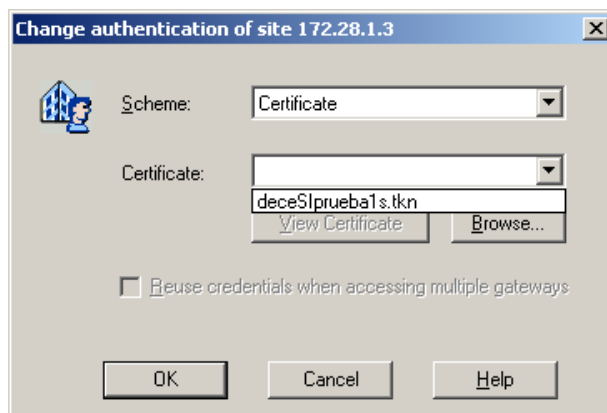 Change authentication of site 172.28.1.3
Scheme:
Certificate
Certificate:
deceSIprueba1s.tkn
View Certificate
Browse...
Reuse credentials when accessing multiple gateways
OK
Cancel
Help